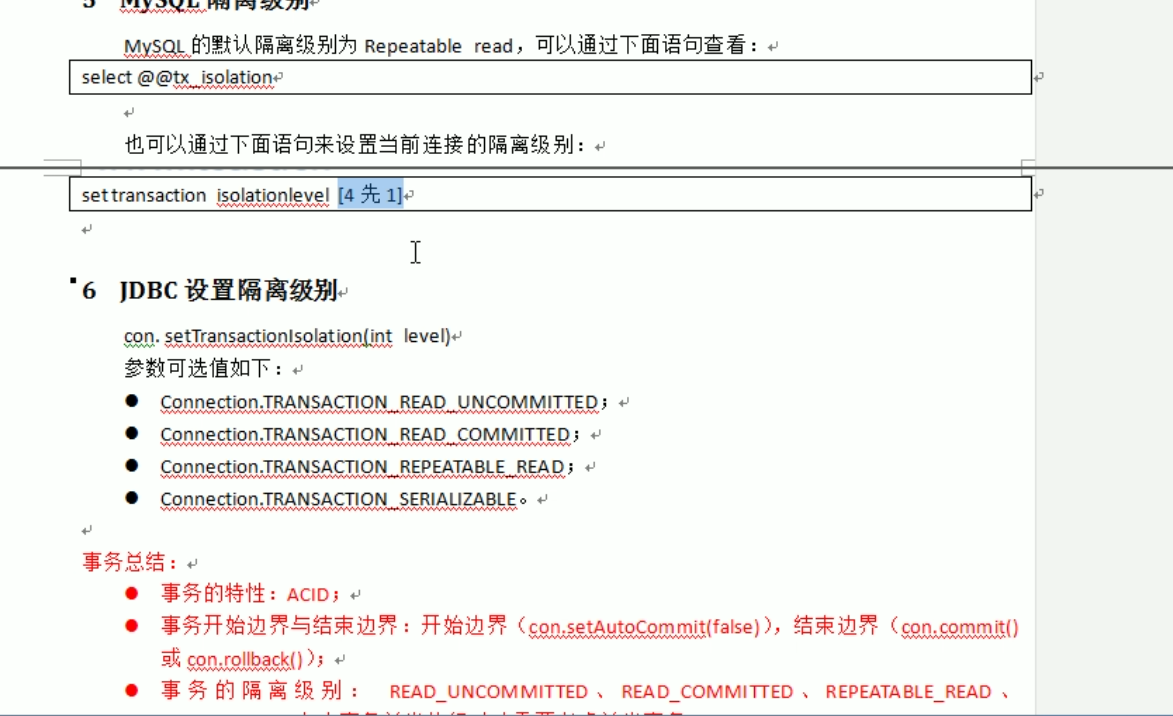 5 MySQL 隔离级别
MySQL 的默认隔离级别为 Repeatable read，可以通过下面语句查看：
select @@tx_isolation
也可以通过下面语句来设置当前连接的隔离级别：
set transaction isolationlevel [4 先 1]
6 JDBC 设置隔离级别
con. setTransactionIsolation(int level)
参数可选值如下：
● Connection.TRANSACTION_READ_UNCOMMITTED；
● Connection.TRANSACTION_READ_COMMITTED；
● Connection.TRANSACTION_REPEATABLE_READ；
● Connection.TRANSACTION_SERIALIZABLE。
事务总结：
● 事务的特性：ACID；
● 事务开始边界与结束边界：开始边界（con.setAutoCommit(false)），结束边界（con.commit()
或 con.rollback()）；
● 事务的隔离级别： READ_UNCOMMITTED 、 READ_COMMITTED 、 REPEATABLE_READ 、